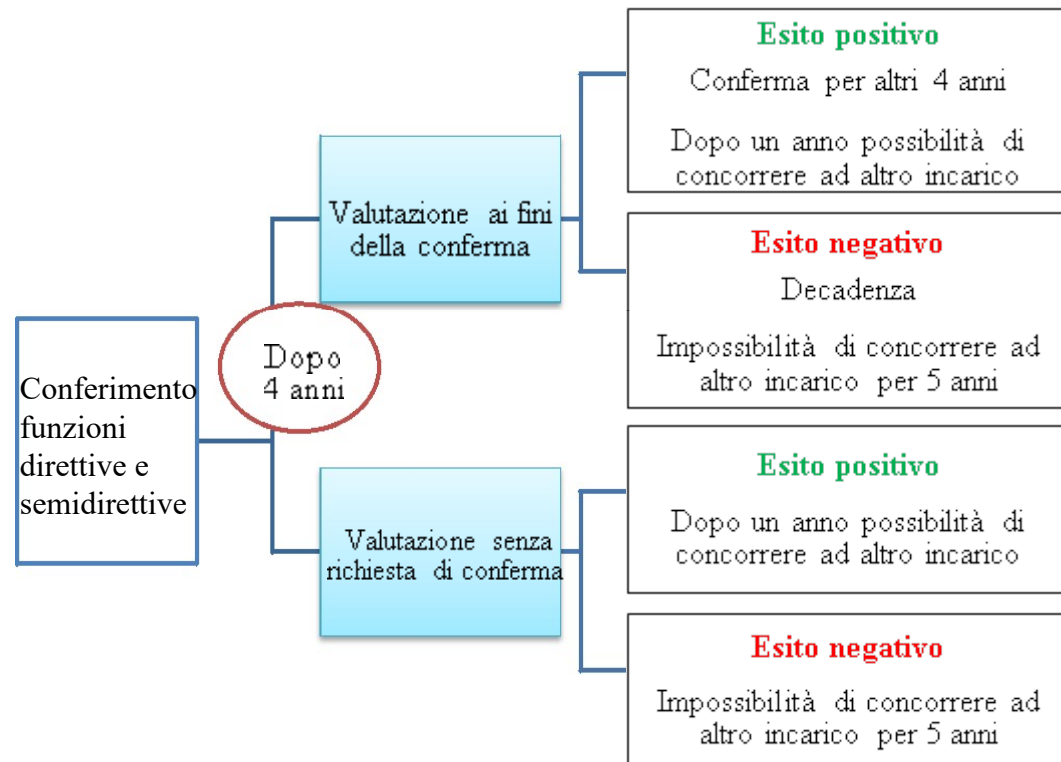 Conferimento
funzioni
direttive e
semidirettive
Dopo
4 anni
Valutazione ai fini
della conferma
Esito positivo
Conferma per altri 4 anni
Dopo un anno possibilità di
concorrere ad altro incarico
Esito negativo
Decadenza
Impossibilità di concorrere ad
altro incarico per 5 anni
Valutazione senza
richiesta di conferma
Esito positivo
Dopo un anno possibilità di
concorrere ad altro incarico
Esito negativo
Impossibilità di concorrere ad
altro incarico per 5 anni